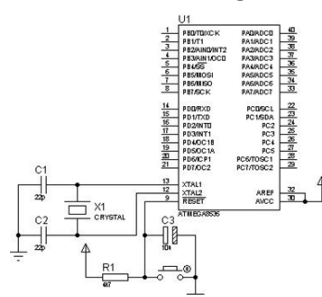 U1
1 PB0/T0/XCK PA0/ADC0 40
2 PB1/T1 PA1/ADC1 39
3 PB2/AIN0/INT2 PA2/ADC2 38
4 PB3/AIN1/OC0 PA3/ADC3 37
5 PB4/SS PA4/ADC4 36
6 PB5/MOSI PA5/ADC5 35
7 PB6/MISO PA6/ADC6 34
8 PB7/SCK PA7/ADC7 33
14 PD0/RXD PC0/SCL 22
15 PD1/TXD PC1/SDA 23
16 PD2/INT0 PC2 24
17 PD3/INT1 PC3 25
18 PD4/OC1B PC4 26
19 PD5/OC1A PC5 27
20 PD6/ICP1 PC6/TOSC1 28
21 PD7/OC2 PC7/TOSC2 29
13 XTAL1
12 XTAL2 AREF 32
9 RESET AVCC 30
ATMEGA8535
C1
22p
X1
CRYSTAL
C2
22p
C3
R1
4k7